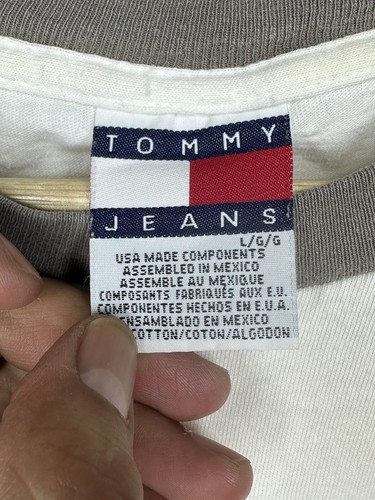 TOMMY
JEANS
L/G/G
USA MADE COMPONENTS
ASSEMBLED IN MEXICO
ASSEMBLE AU MEXIQUE
COMPOSANTS FABRIQUÉS AUX E.U.
COMPONENTES HECHOS EN E.U.A.
ENSAMBLADO EN MEXICO
COTTON/COTON/ALGODON